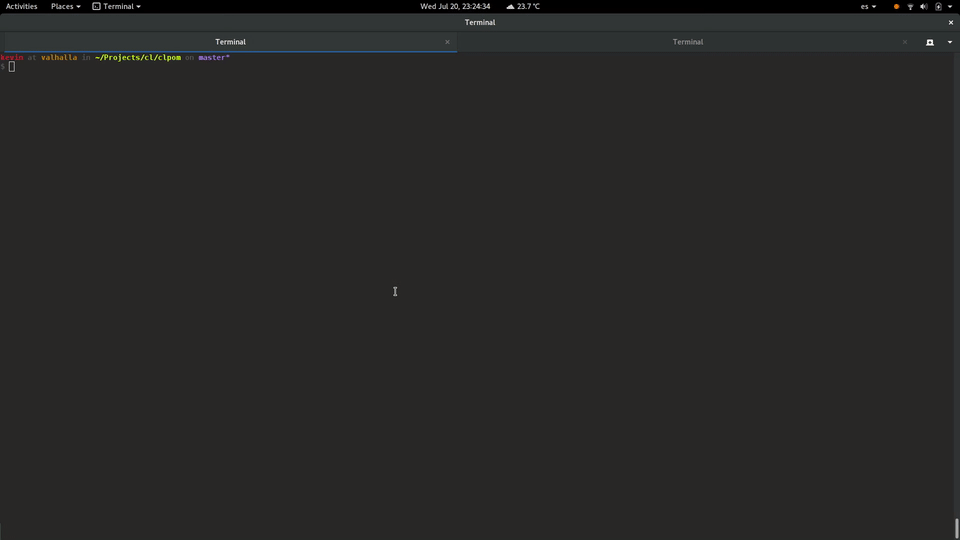 Activities Places Terminal Wed Jul 20, 23:24:34 23.7 °C es
Terminal
Terminal Terminal
kevin at valhalla in ~/Projects/cl/clpom on master*
$